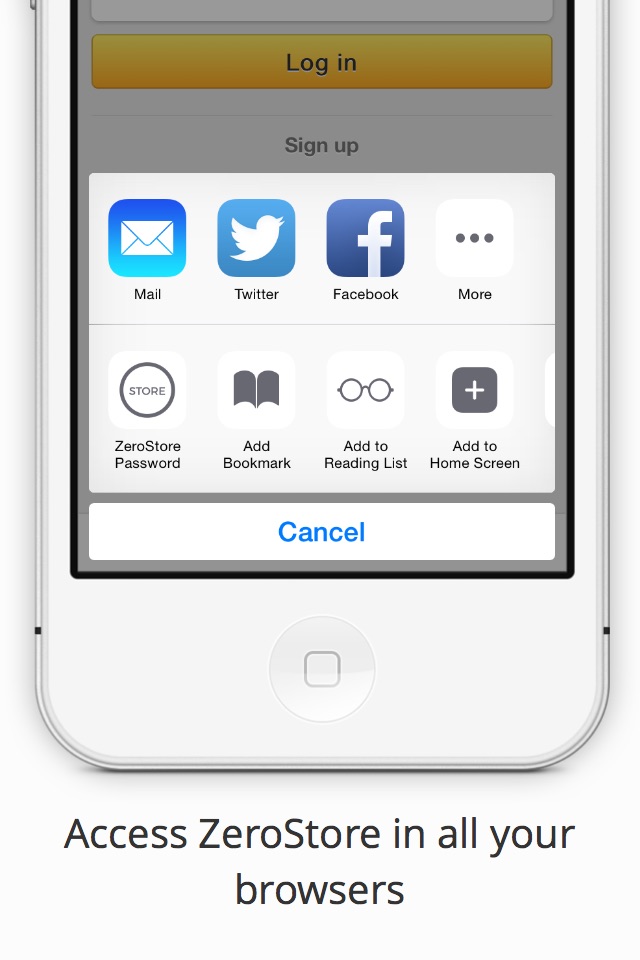 Log in
Sign up
Mail
Twitter
Facebook
More
STORE
ZeroStore
Password
Add
Bookmark
Add to
Reading List
Add to
Home Screen
Cancel
Access ZeroStore in all your
browsers